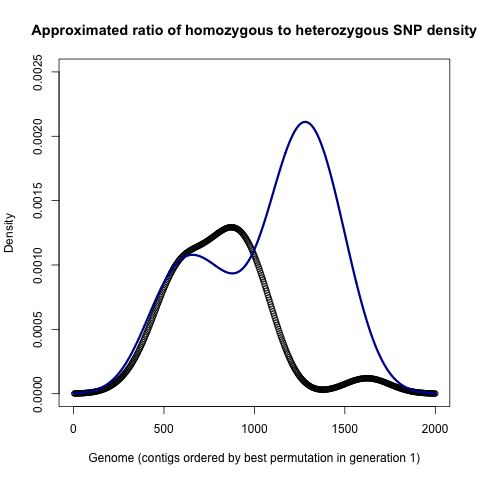 Approximated ratio of homozygous to heterozygous SNP density
0.0025
0.0020
0.0015
0.0010
0.0005
0.0000
Density
0 500 1000 1500 2000
Genome (contigs ordered by best permutation in generation 1)